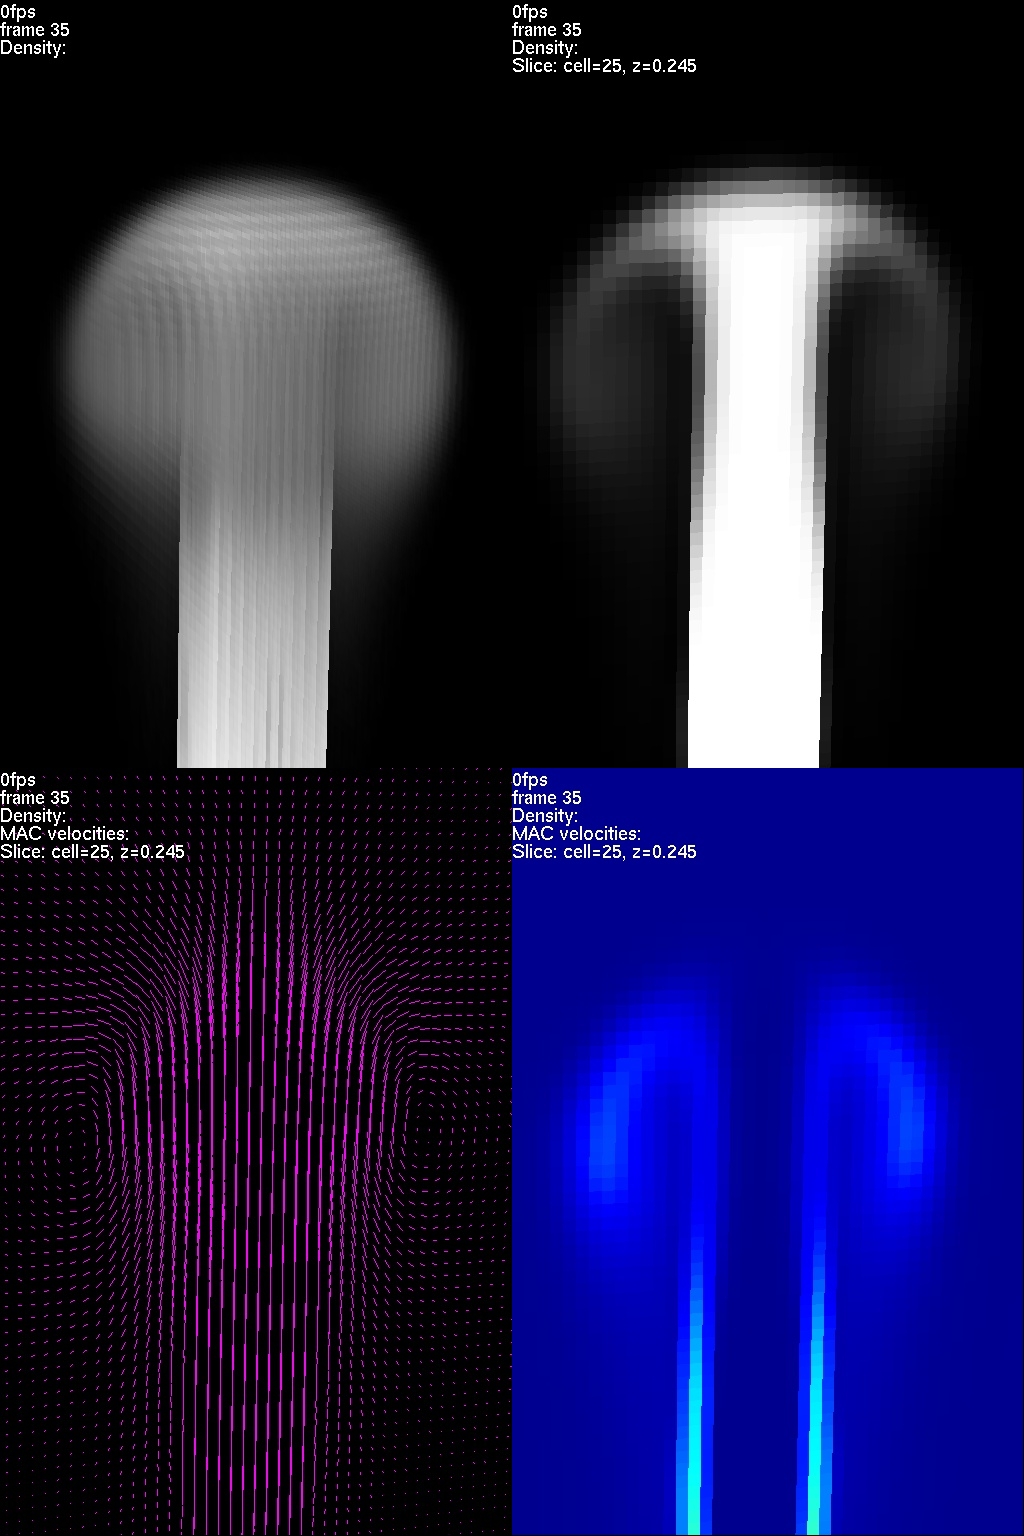 0fps
frame 35
Density:
0fps
frame 35
Density:
Slice: cell=25, z=0.245
0fps
frame 35
Density:
MAC velocities:
Slice: cell=25, z=0.245
0fps
frame 35
Density:
MAC velocities:
Slice: cell=25, z=0.245